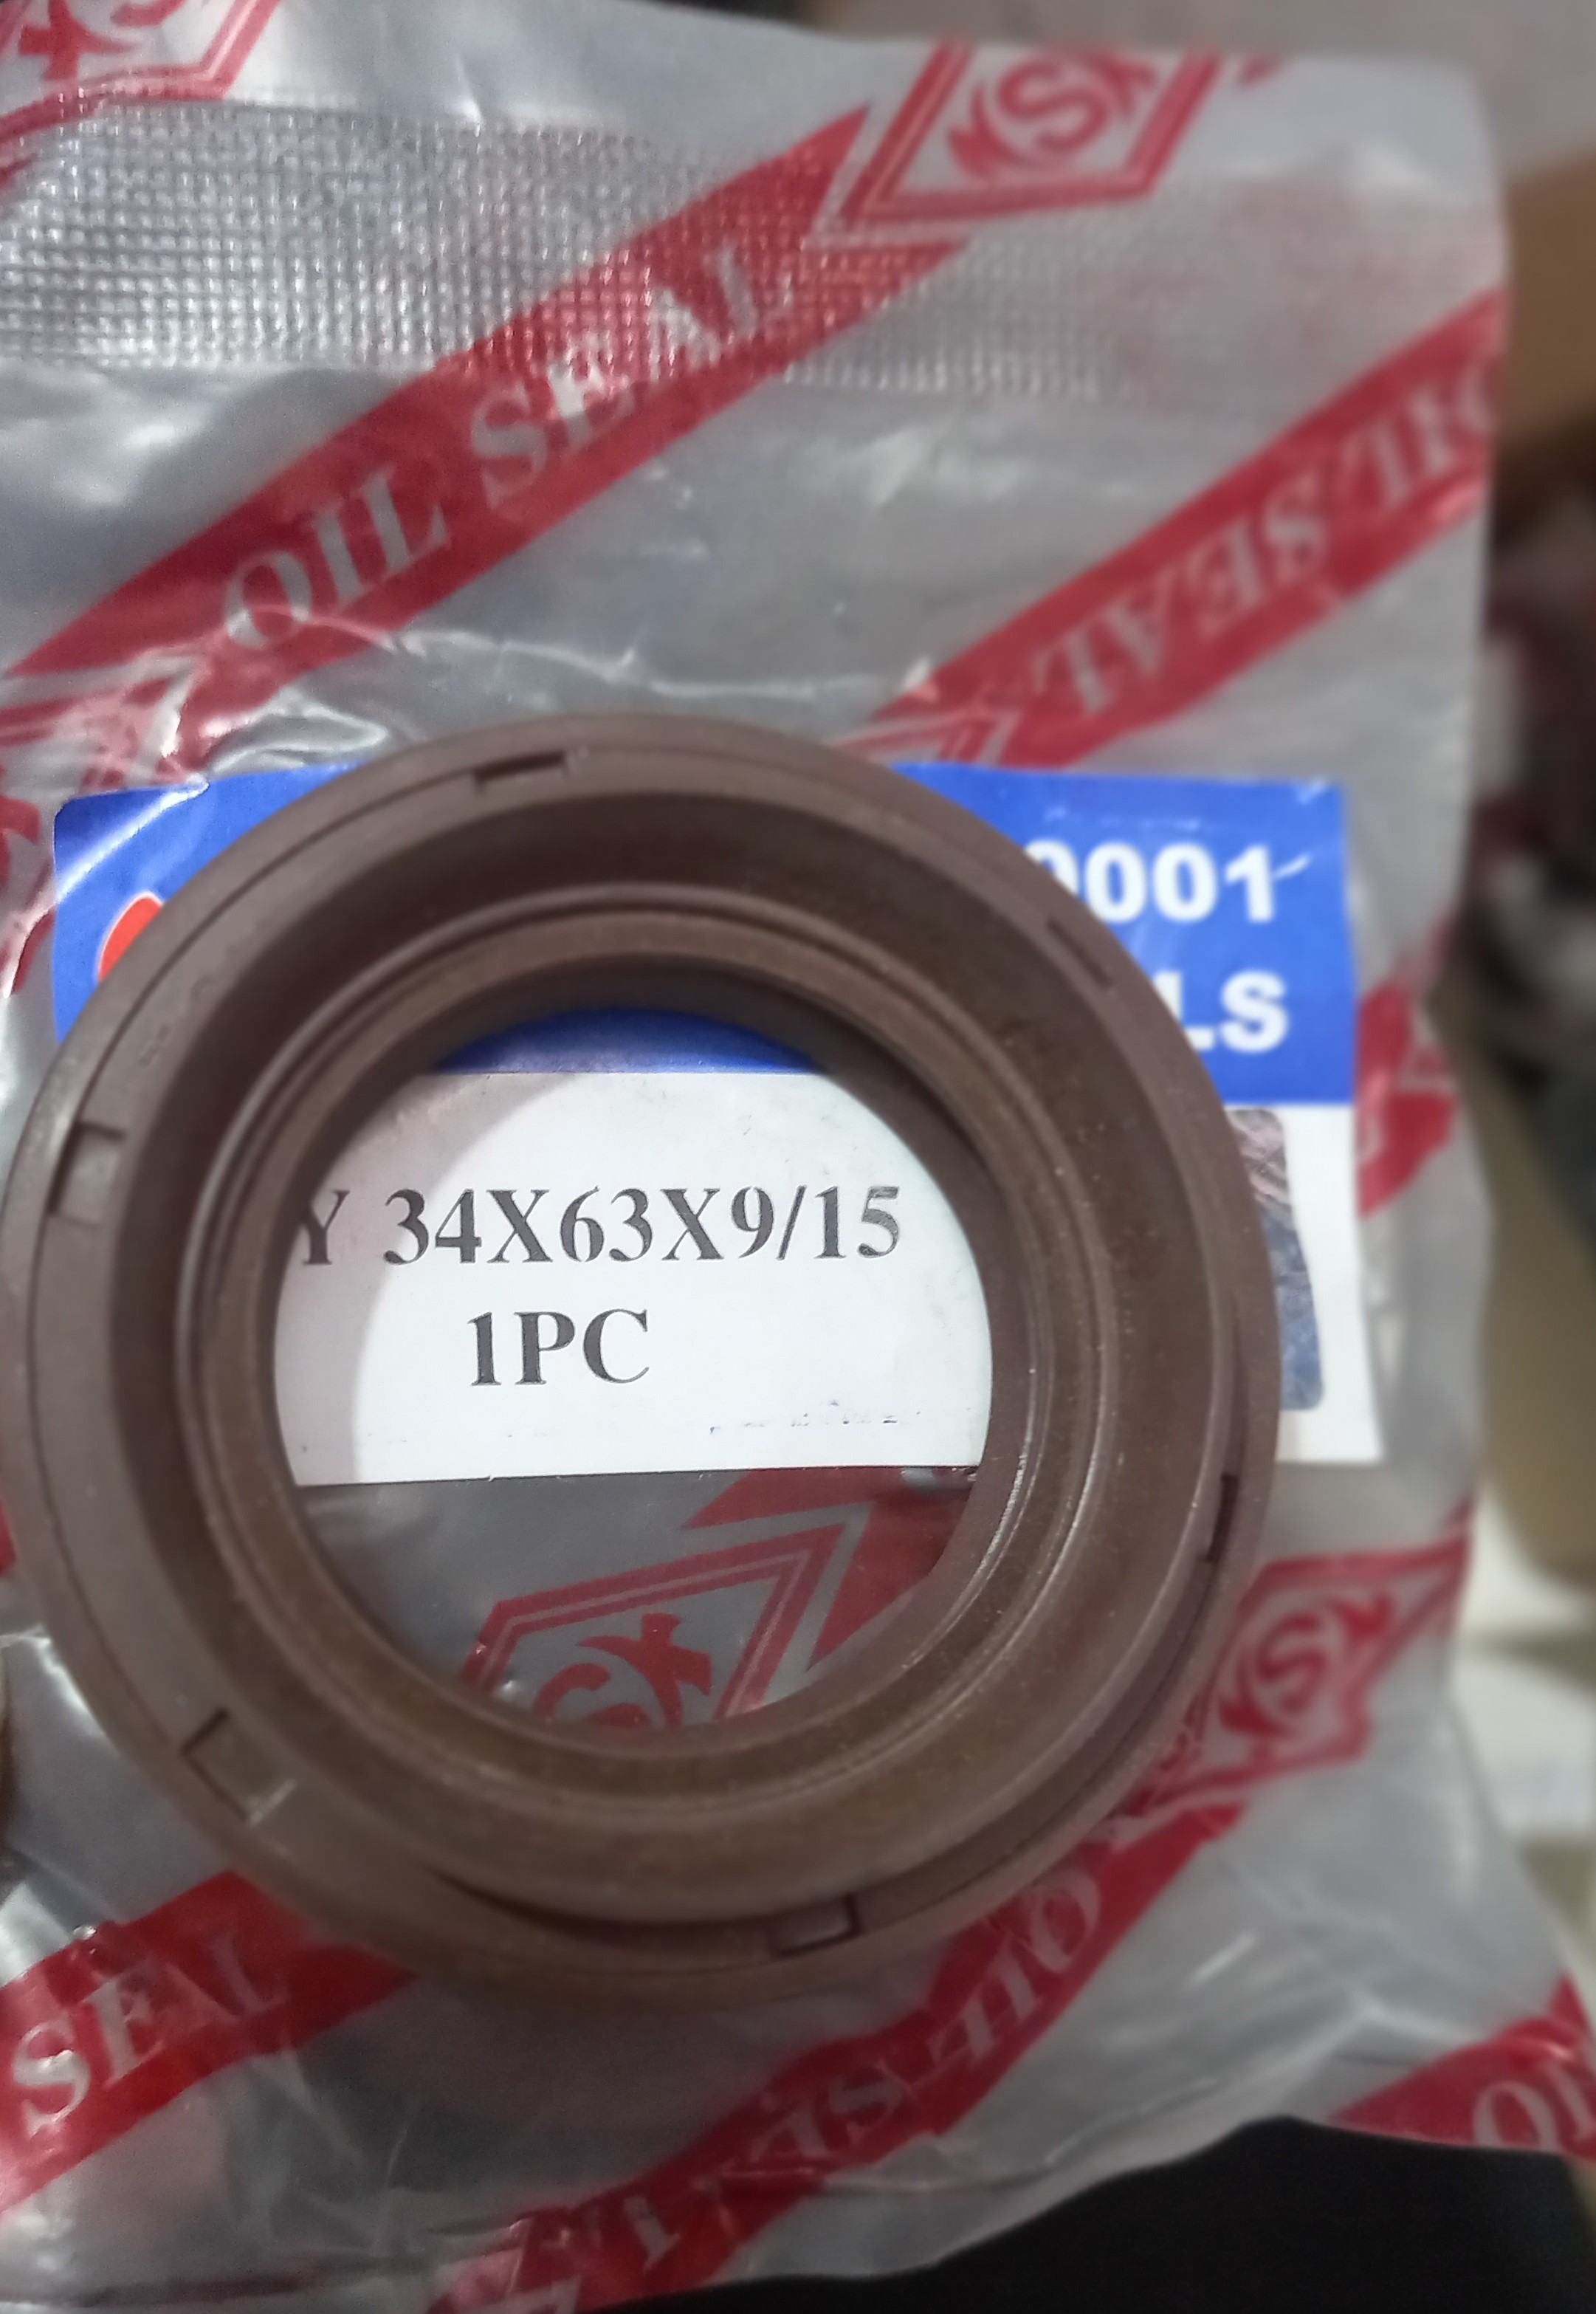 OIL SEAL
OIL SEAL
0001
LS
Y 34X63X9/15
1PC
SEAL
OIL SEAL